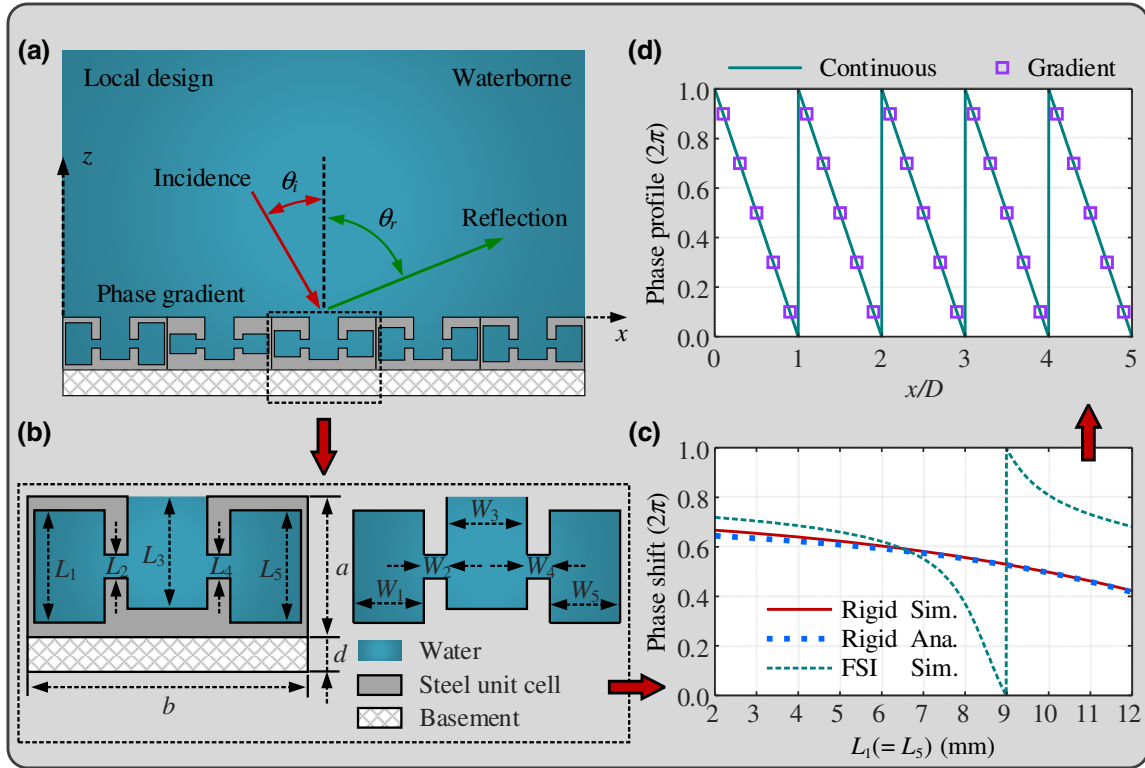 (a)
Local design
Waterborne
z
Incidence
θi
θr
Reflection
Phase gradient
x
(b)
L1
L2
L3
L4
L5
a
d
b
W1
W2
W3
W4
W5
Water
Steel unit cell
Basement
(d)
Continuous
Gradient
Phase profile (2π)
1.0
0.8
0.6
0.4
0.2
0.0
0 1 2 3 4 5
x/D
(c)
Phase shift (2π)
1.0
0.8
0.6
0.4
0.2
0.0
Rigid Sim.
Rigid Ana.
FSI Sim.
2 3 4 5 6 7 8 9 10 11 12
L1(= L5) (mm)